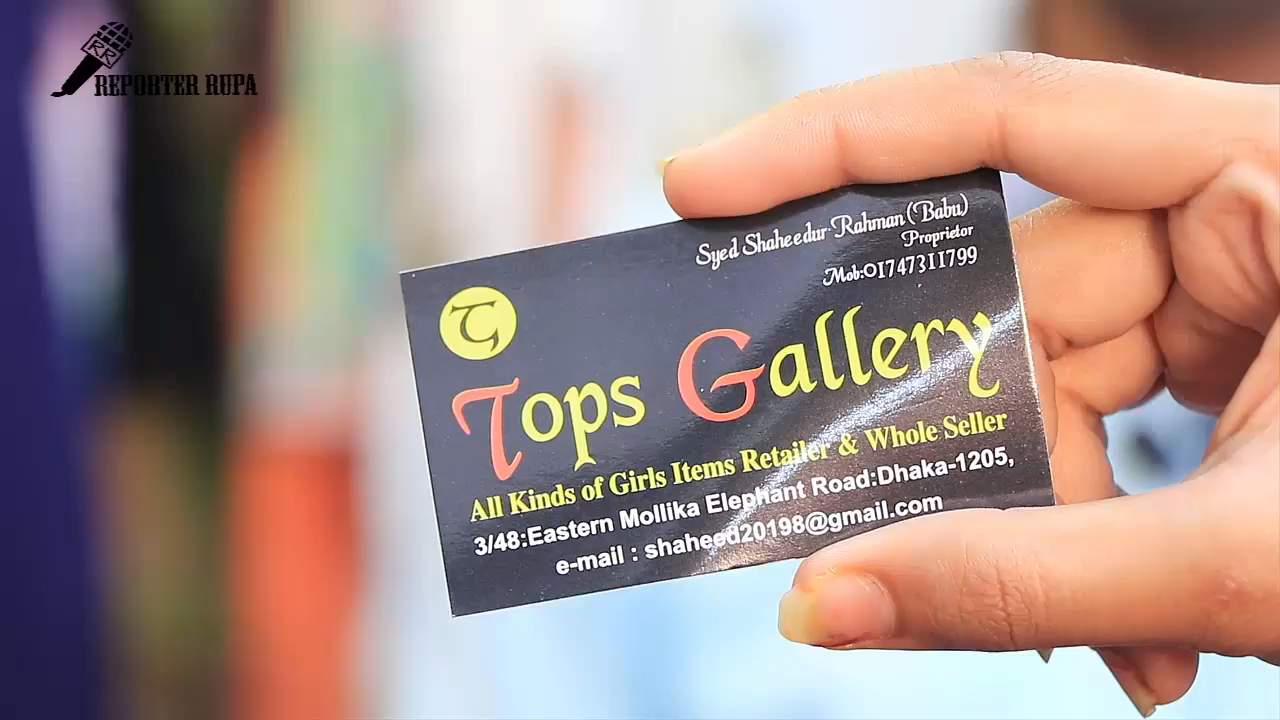 RR
REPORTER RUPA
Syed Shaheedur Rahman (Babu)
Proprietor
Mob:01747311799
T
Tops Gallery
All Kinds of Girls Items Retailer & Whole Seller
3/48:Eastern Mollika Elephant Road:Dhaka-1205,
e-mail : shaheed20198@gmail.com